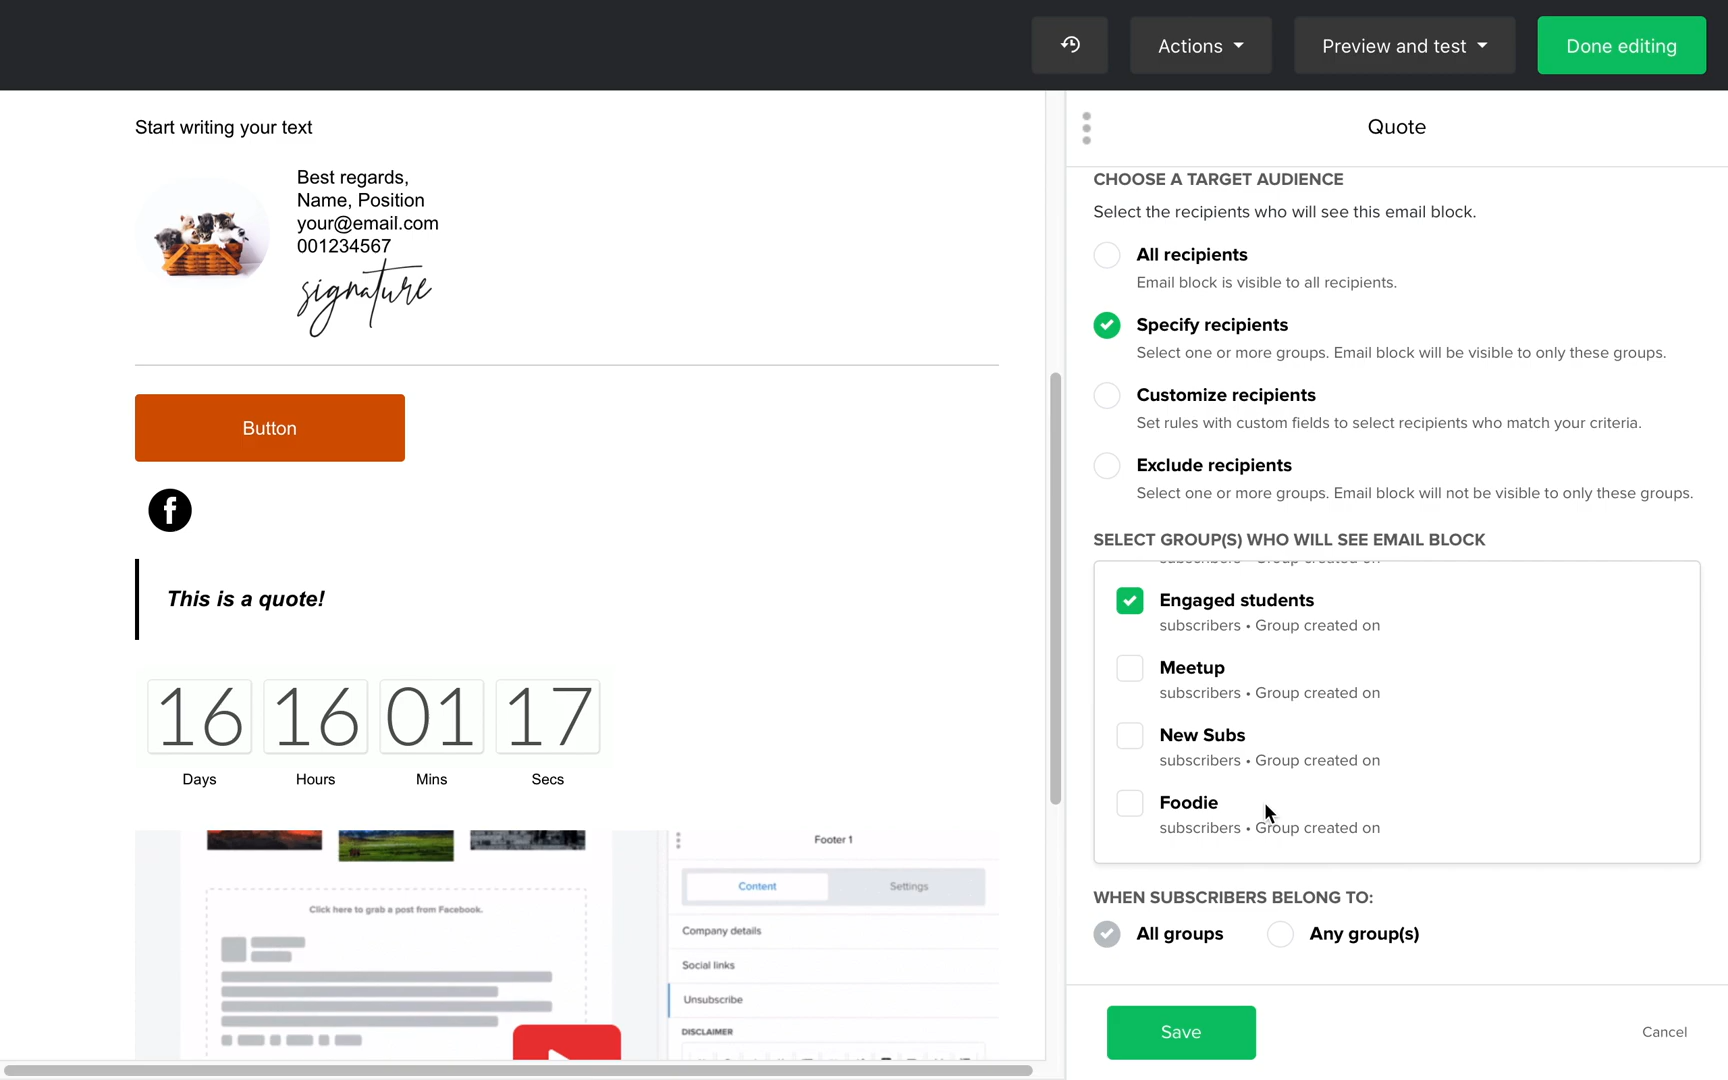 Actions
Preview and test
Done editing
Start writing your text
Best regards,
Name, Position
your@email.com
001234567
signature
Button
This is a quote!
16 16 01 17
Days Hours Mins Secs
Click here to grab a post from Facebook.
Footer 1
Content
Settings
Company details
Social links
Unsubscribe
DISCLAIMER
Quote
CHOOSE A TARGET AUDIENCE
Select the recipients who will see this email block.
All recipients
Email block is visible to all recipients.
Specify recipients
Select one or more groups. Email block will be visible to only these groups.
Customize recipients
Set rules with custom fields to select recipients who match your criteria.
Exclude recipients
Select one or more groups. Email block will not be visible to only these groups.
SELECT GROUP(S) WHO WILL SEE EMAIL BLOCK
subscribers • Group created on
Engaged students
subscribers • Group created on
Meetup
subscribers • Group created on
New Subs
subscribers • Group created on
Foodie
subscribers • Group created on
WHEN SUBSCRIBERS BELONG TO:
All groups
Any group(s)
Save
Cancel